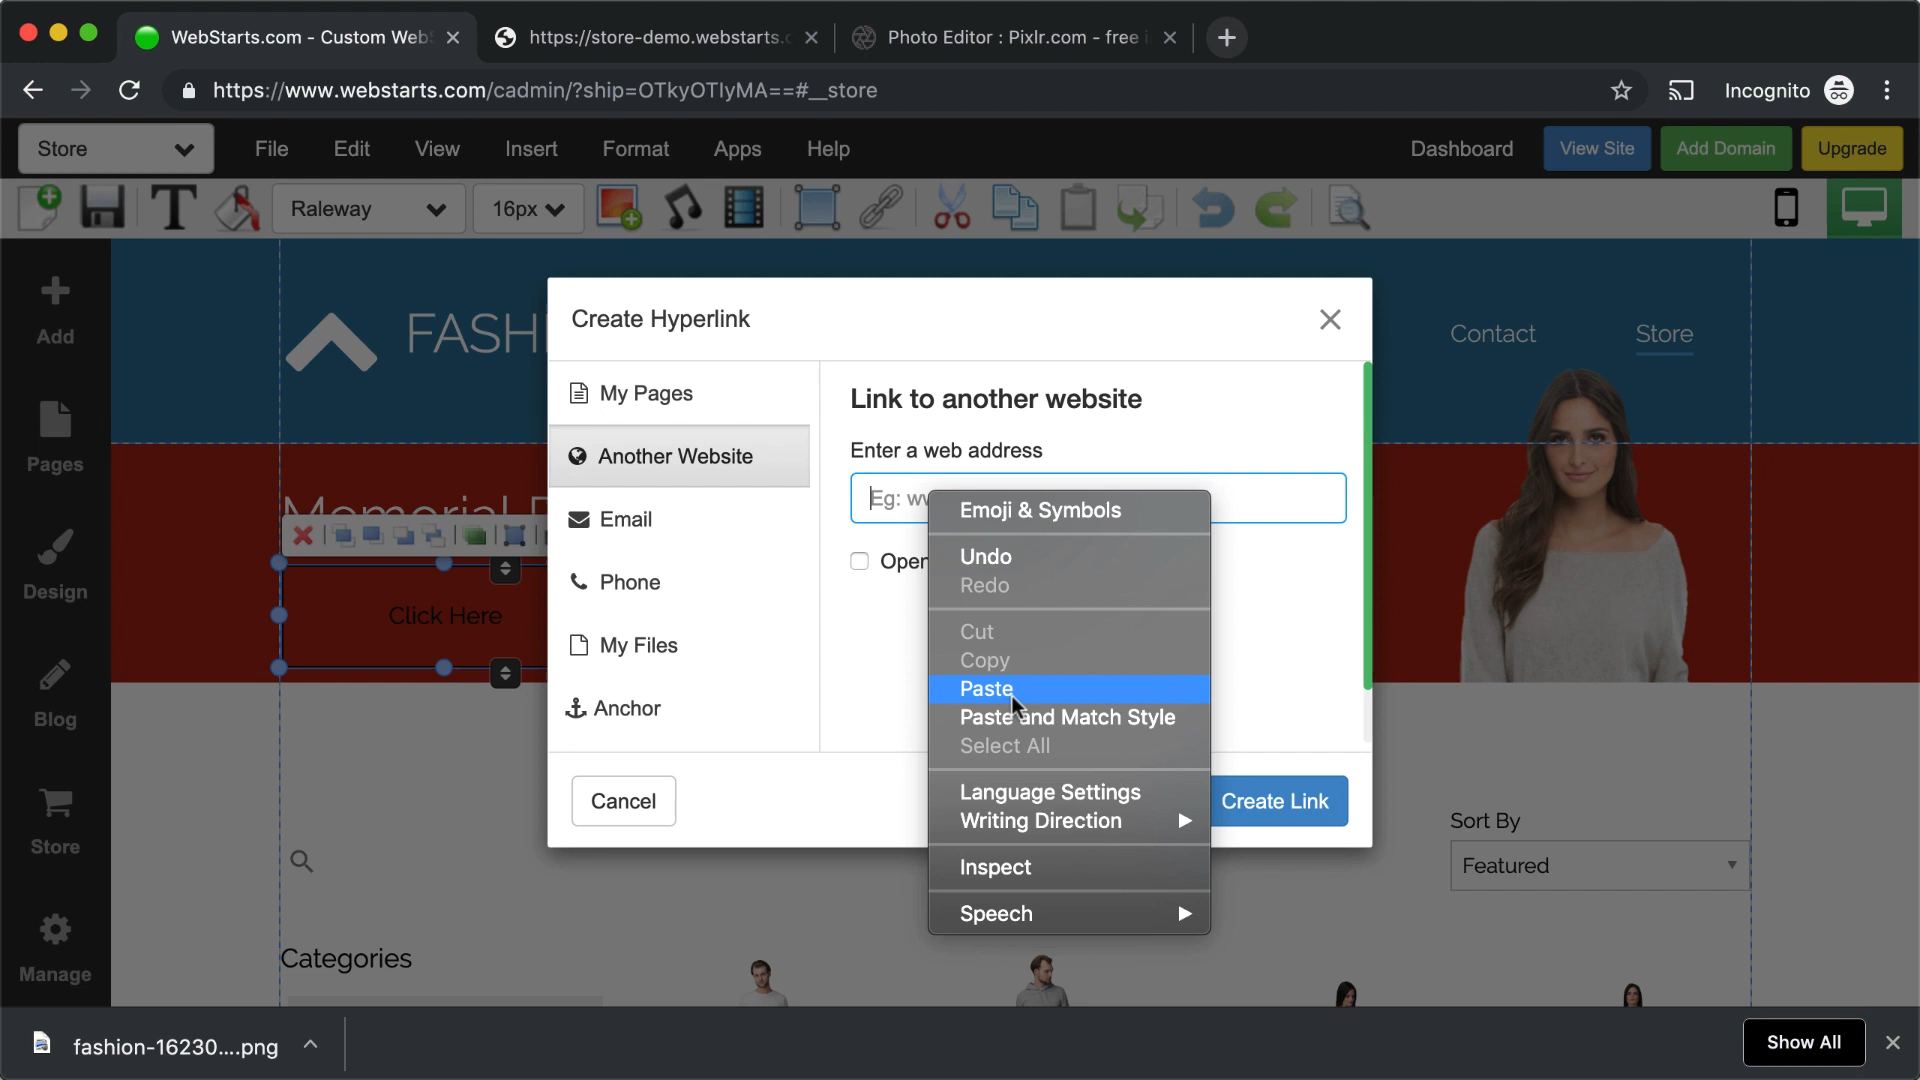 WebStarts.com - Custom Web
https://store-demo.webstarts.c
Photo Editor : Pixlr.com - free i
https://www.webstarts.com/cadmin/?ship=OTkyOTIyMA==#__store
Incognito
Store
File
Edit
View
Insert
Format
Apps
Help
Dashboard
View Site
Add Domain
Upgrade
T
Raleway
16px
Add
Pages
Design
Blog
Store
Manage
FASHI
Contact
Store
Memorial
Click Here
Create Hyperlink
My Pages
Another Website
Email
Phone
My Files
Anchor
Link to another website
Enter a web address
Eg: ww
Open
Cancel
Create Link
Emoji & Symbols
Undo
Redo
Cut
Copy
Paste
Paste and Match Style
Select All
Language Settings
Writing Direction
Inspect
Speech
Sort By
Featured
Categories
fashion-16230....png
Show All